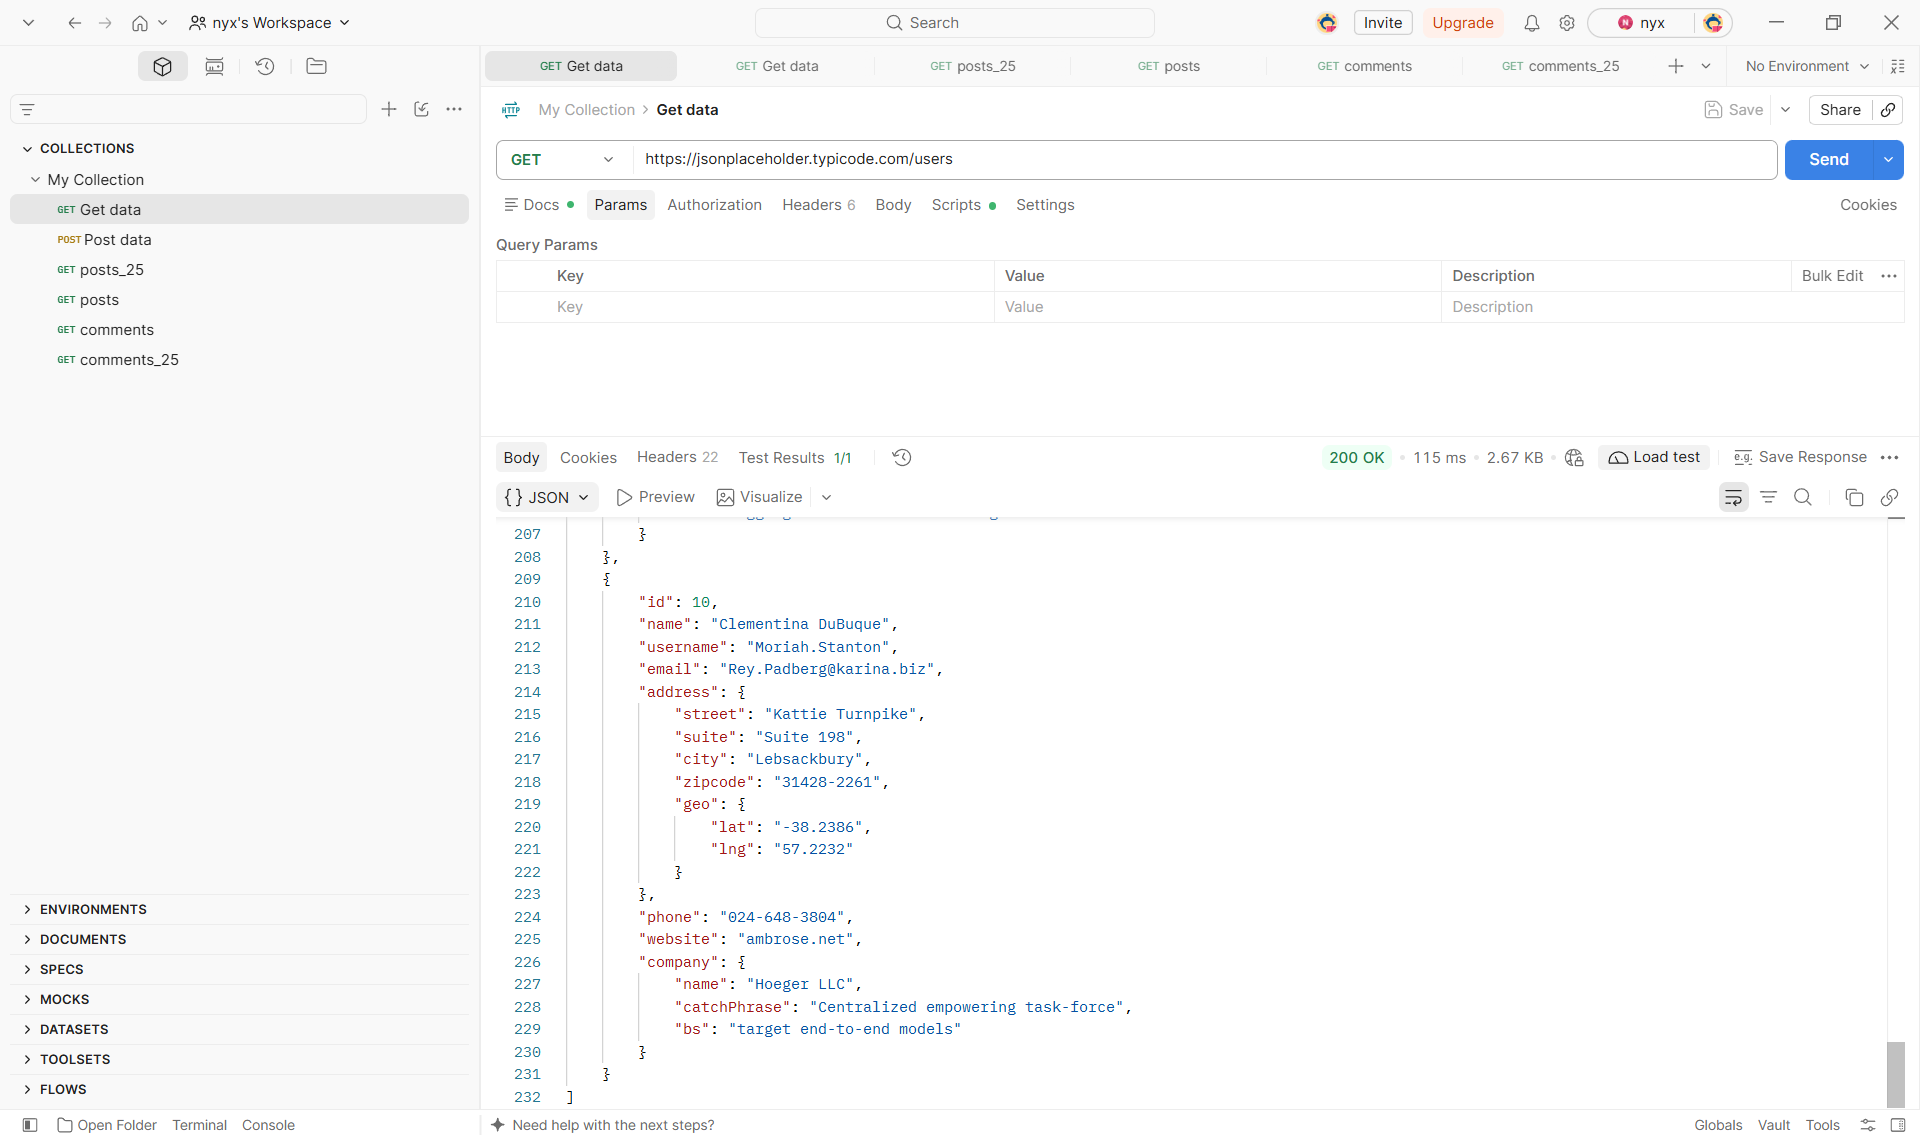 nyx's Workspace
Search
Invite
Upgrade
N
nyx
GET Get data
GET Get data
GET posts_25
GET posts
GET comments
GET comments_25
No Environment
HTTP
My Collection > Get data
Save
Share
COLLECTIONS
My Collection
GET Get data
POST Post data
GET posts_25
GET posts
GET comments
GET comments_25
ENVIRONMENTS
DOCUMENTS
SPECS
MOCKS
DATASETS
TOOLSETS
FLOWS
GET https://jsonplaceholder.typicode.com/users
Send
Docs Params Authorization Headers 6 Body Scripts Settings Cookies
Query Params
Key Value Description Bulk Edit
Key Value Description
Body Cookies Headers 22 Test Results 1/1
200 OK 115 ms 2.67 KB Load test e.g. Save Response
{} JSON Preview Visualize
207 }
208 },
209 {
210 "id": 10,
211 "name": "Clementina DuBuque",
212 "username": "Moriah.Stanton",
213 "email": "Rey.Padberg@karina.biz",
214 "address": {
215 "street": "Kattie Turnpike",
216 "suite": "Suite 198",
217 "city": "Lebsackbury",
218 "zipcode": "31428-2261",
219 "geo": {
220 "lat": "-38.2386",
221 "lng": "57.2232"
222 }
223 },
224 "phone": "024-648-3804",
225 "website": "ambrose.net",
226 "company": {
227 "name": "Hoeger LLC",
228 "catchPhrase": "Centralized empowering task-force",
229 "bs": "target end-to-end models"
230 }
231 }
232 ]
Open Folder Terminal Console
Need help with the next steps?
Globals Vault Tools